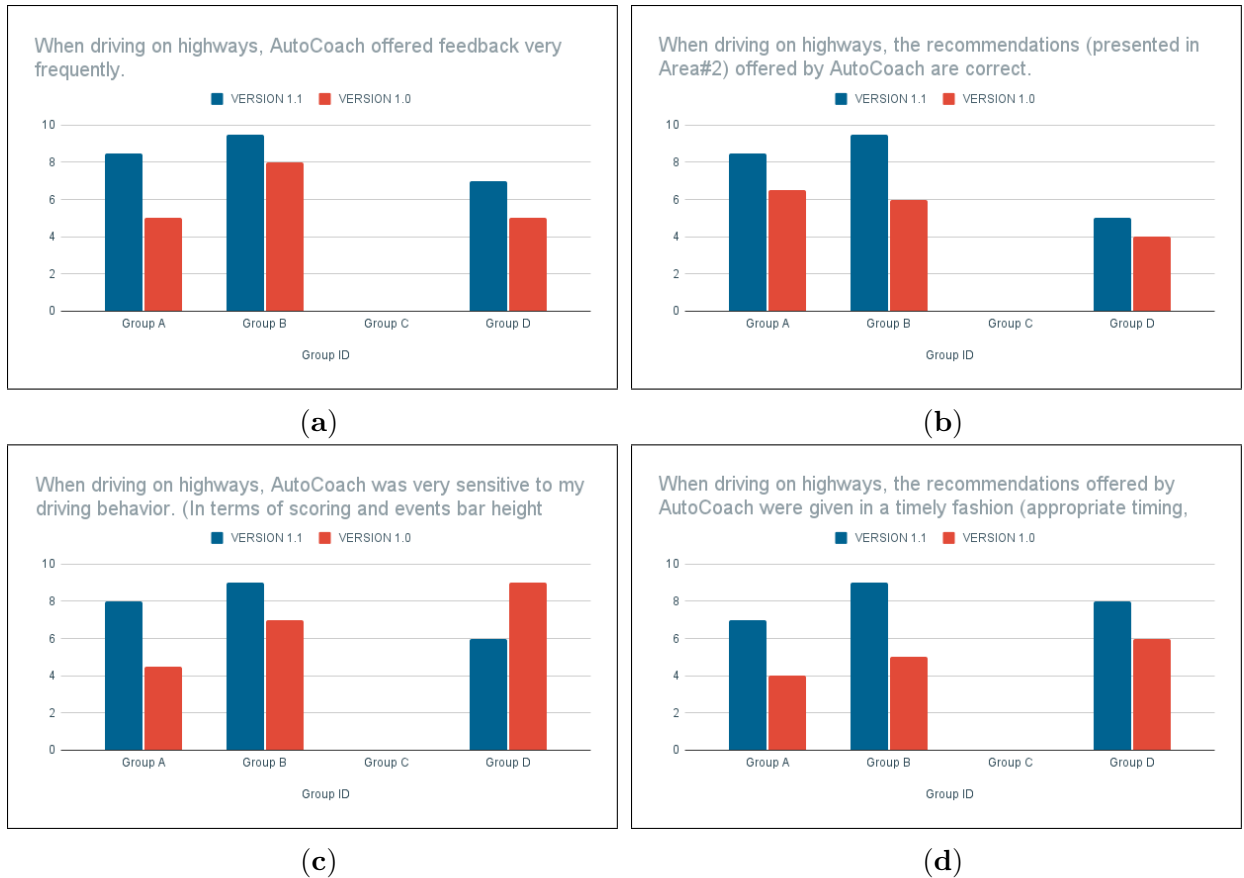 When driving on highways, AutoCoach offered feedback very
frequently.
VERSION 1.1 VERSION 1.0
10
8
6
4
2
0
Group A Group B Group C Group D
Group ID
(a)
When driving on highways, the recommendations (presented in
Area#2) offered by AutoCoach are correct.
VERSION 1.1 VERSION 1.0
10
8
6
4
2
0
Group A Group B Group C Group D
Group ID
(b)
When driving on highways, AutoCoach was very sensitive to my
driving behavior. (In terms of scoring and events bar height
VERSION 1.1 VERSION 1.0
10
8
6
4
2
0
Group A Group B Group C Group D
Group ID
(c)
When driving on highways, the recommendations offered by
AutoCoach were given in a timely fashion (appropriate timing,
VERSION 1.1 VERSION 1.0
10
8
6
4
2
0
Group A Group B Group C Group D
Group ID
(d)